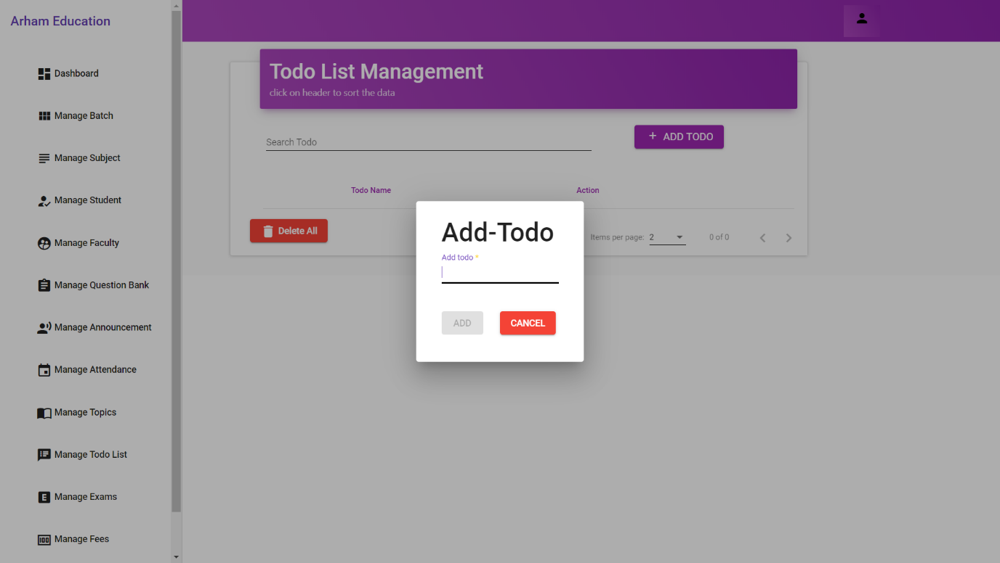 Arham Education
Dashboard
Manage Batch
Manage Subject
Manage Student
Manage Faculty
Manage Question Bank
Manage Announcement
Manage Attendance
Manage Topics
Manage Todo List
E Manage Exams
100 Manage Fees
Todo List Management
click on header to sort the data
Search Todo
+ ADD TODO
Todo Name Action
Delete All
Items per page: 2 0 of 0
Add-Todo
Add todo *
ADD CANCEL